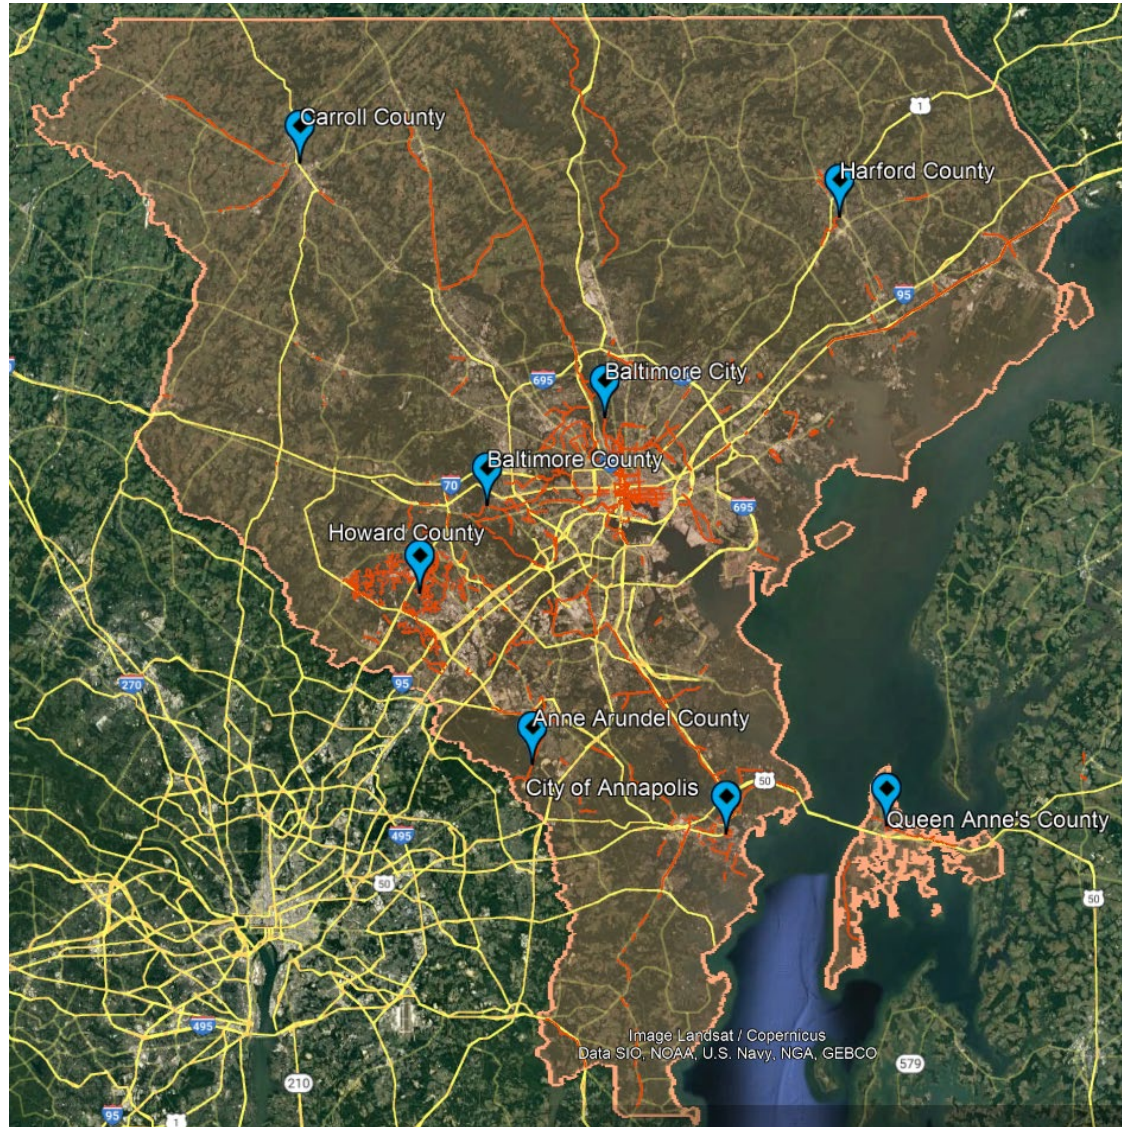 Carroll County
1
Harford County
95
Baltimore City
695
Baltimore County
70
695
Howard County
270
95
Anne Arundel County
City of Annapolis
50
Queen Anne's County
495
50
50
495
Image Landsat / Copernicus
Data SIO, NOAA, U.S. Navy, NGA, GEBCO
579
210
95
1